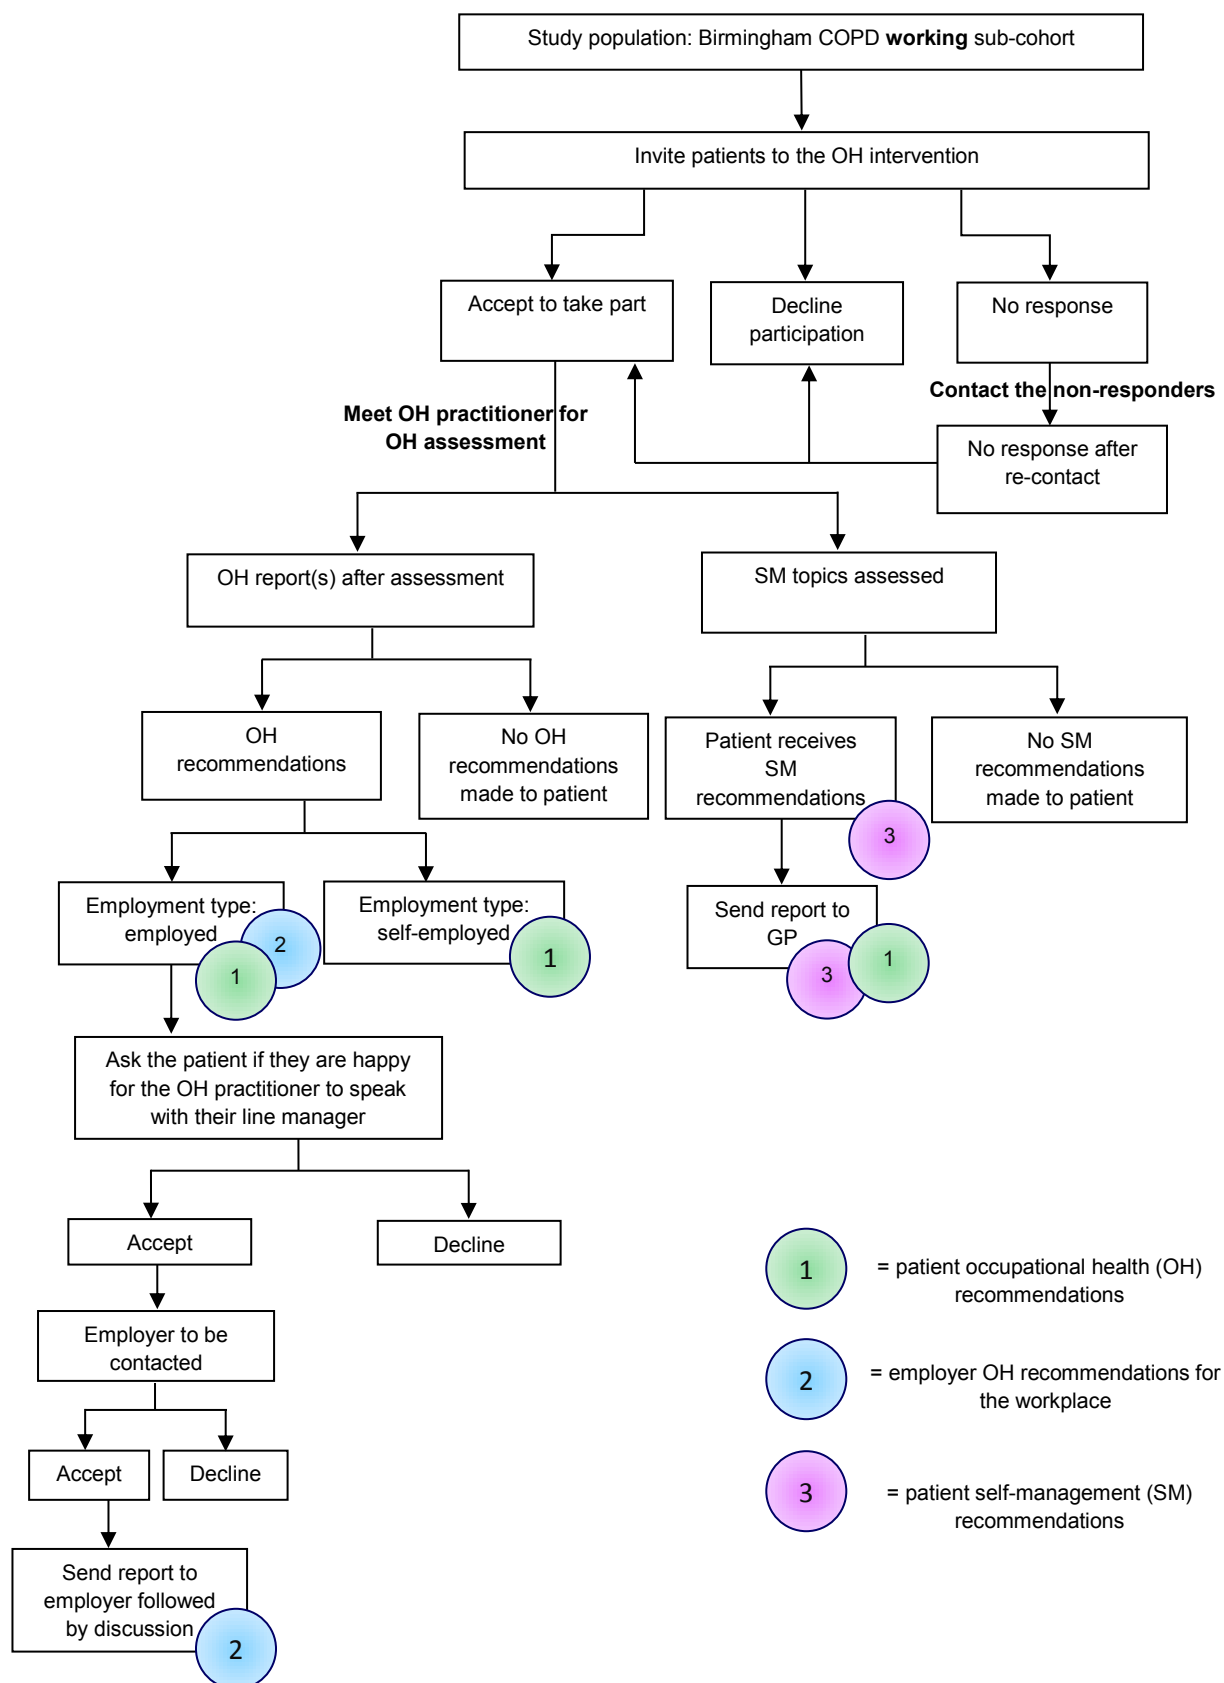 Study population: Birmingham COPD working sub-cohort
Invite patients to the OH intervention
Accept to take part
Decline
participation
No response
Contact the non-responders
Meet OH practitioner for
OH assessment
No response after
re-contact
OH report(s) after assessment
SM topics assessed
OH
recommendations
No OH
recommendations
made to patient
Patient receives
SM
recommendations
3
No SM
recommendations
made to patient
Employment type:
employed
2
1
Employment type:
self-employed
1
Send report to
GP
3
1
Ask the patient if they are happy
for the OH practitioner to speak
with their line manager
Accept
Decline
Employer to be
contacted
Accept
Decline
Send report to
employer followed
by discussion
2
1
= patient occupational health (OH)
recommendations
2
= employer OH recommendations for
the workplace
3
= patient self-management (SM)
recommendations